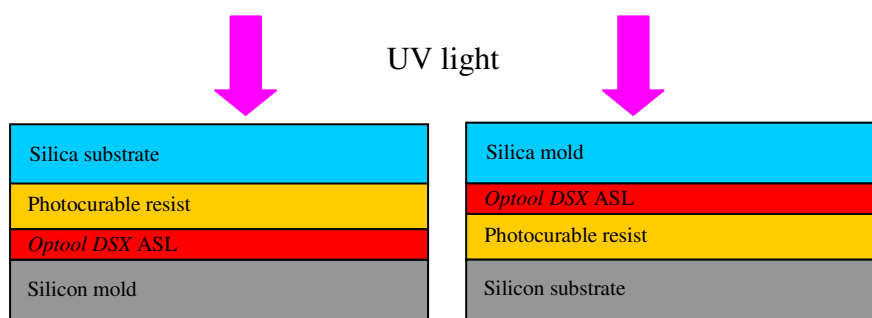 UV light
Silica substrate
Photocurable resist
Optool DSX ASL
Silicon mold
Silica mold
Optool DSX ASL
Photocurable resist
Silicon substrate